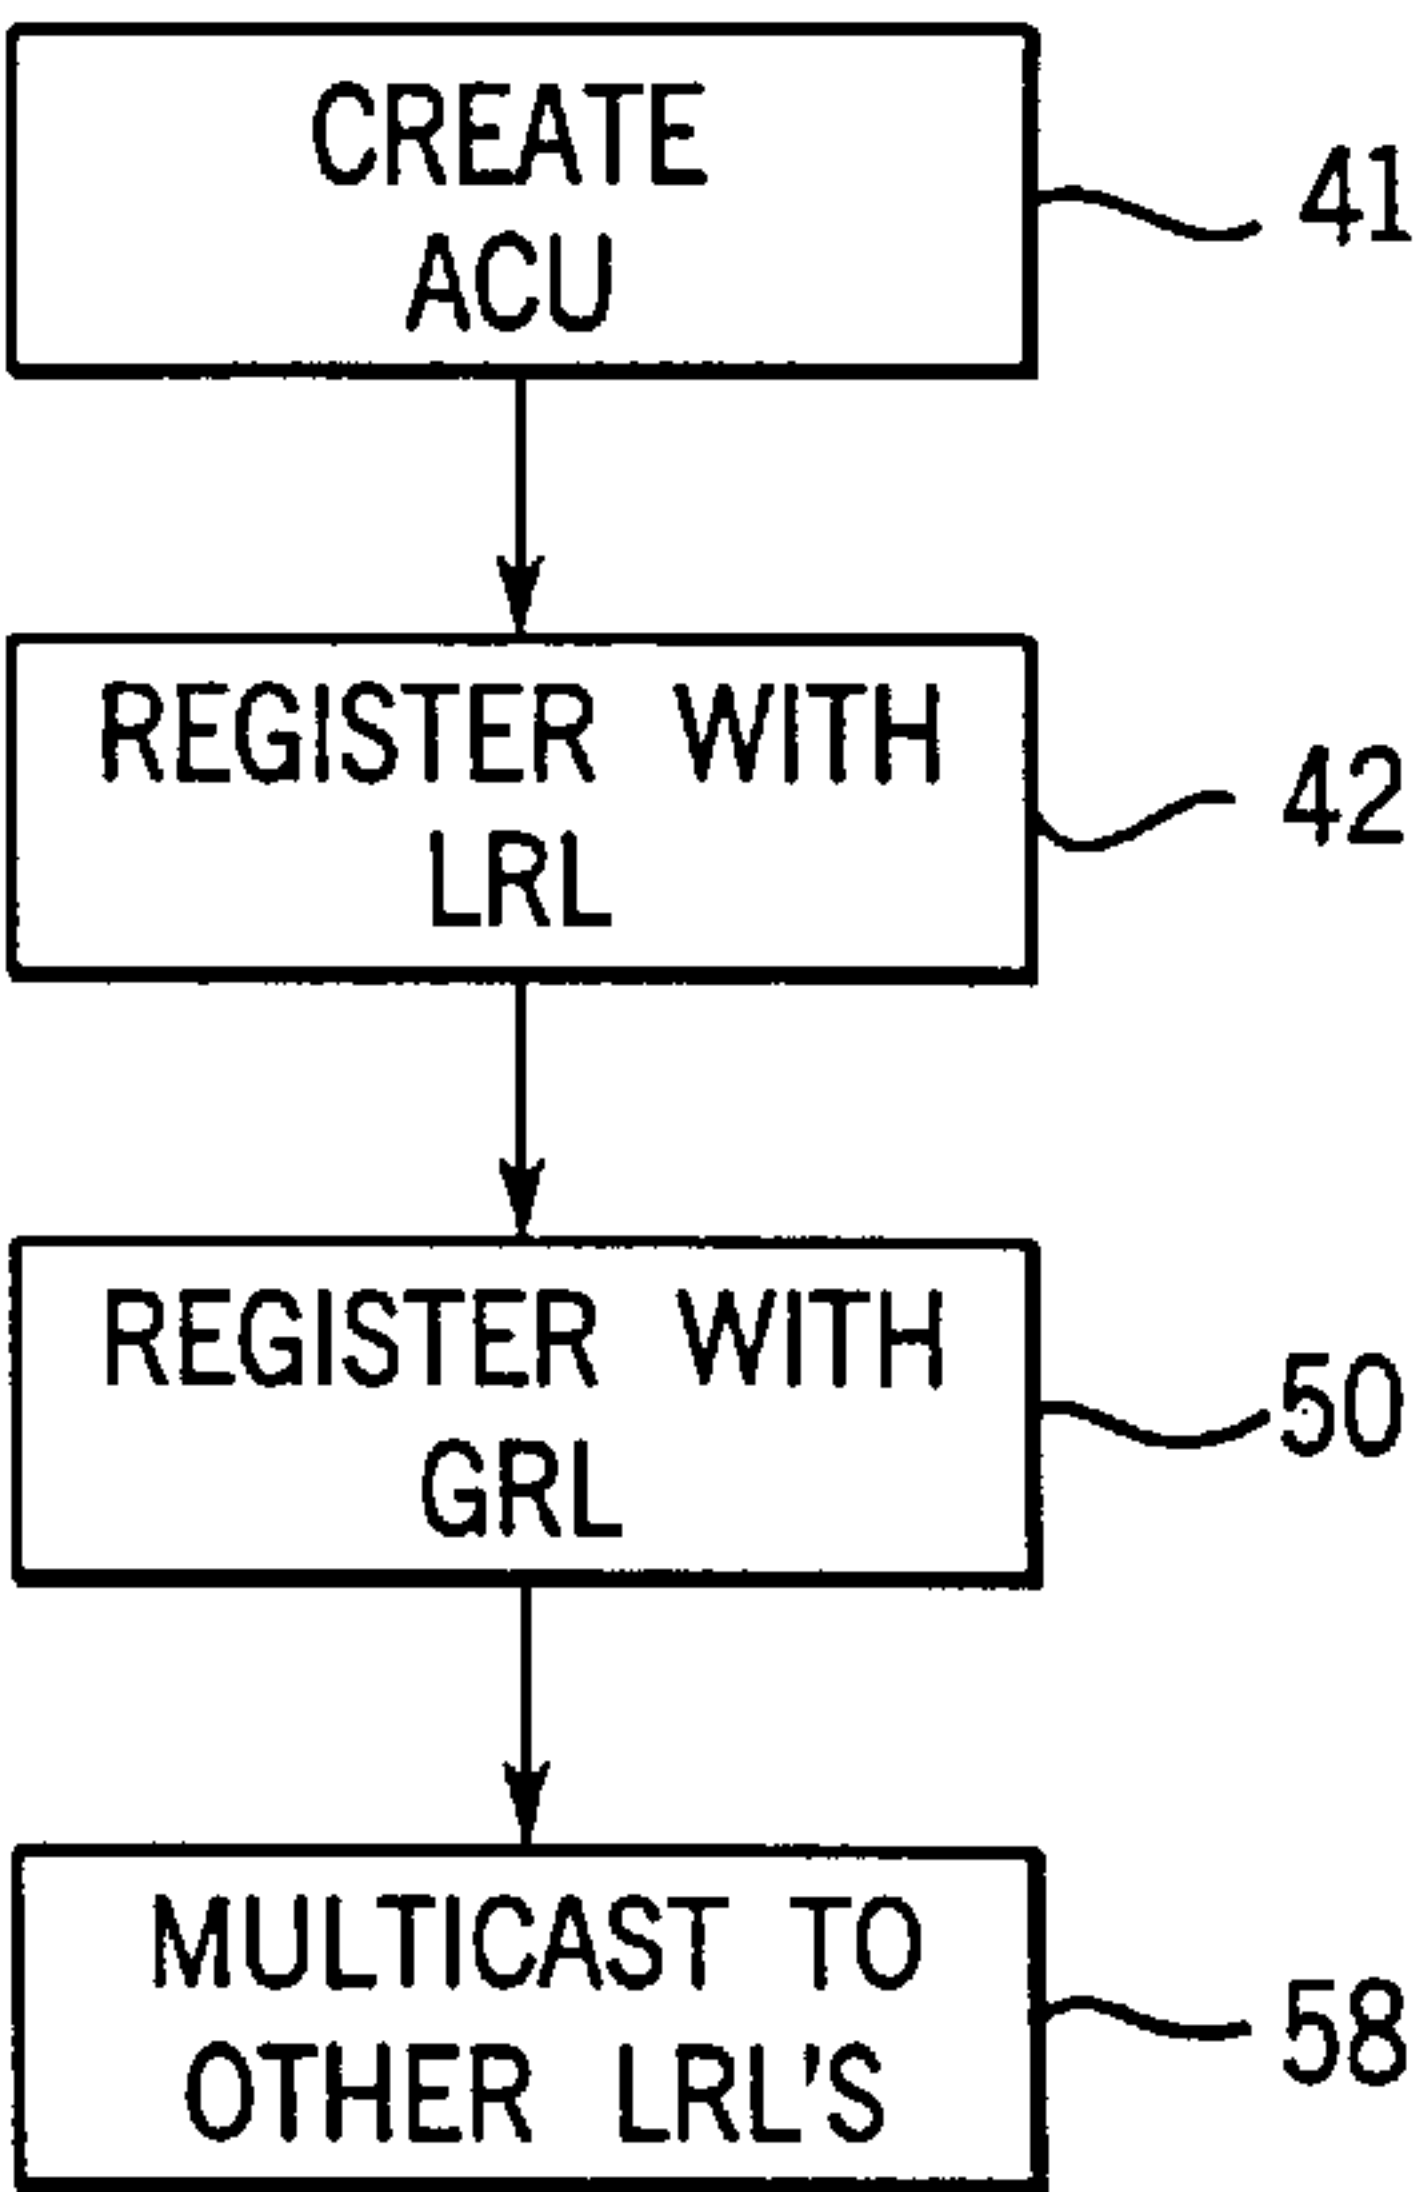 CREATE
ACU
41
REGISTER WITH
LRL
42
REGISTER WITH
GRL
50
MULTICAST TO
OTHER LRL'S
58